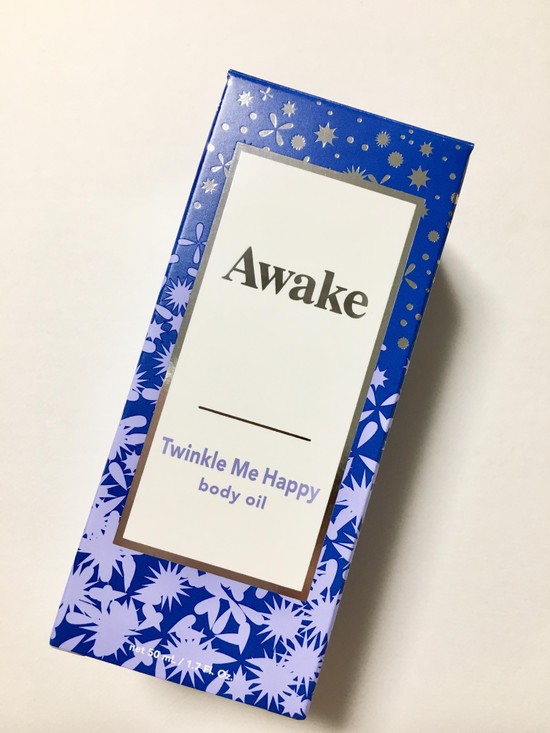 Awake
Twinkle Me Happy
body oil
net 50 mL / 1.7 Fl. Oz.